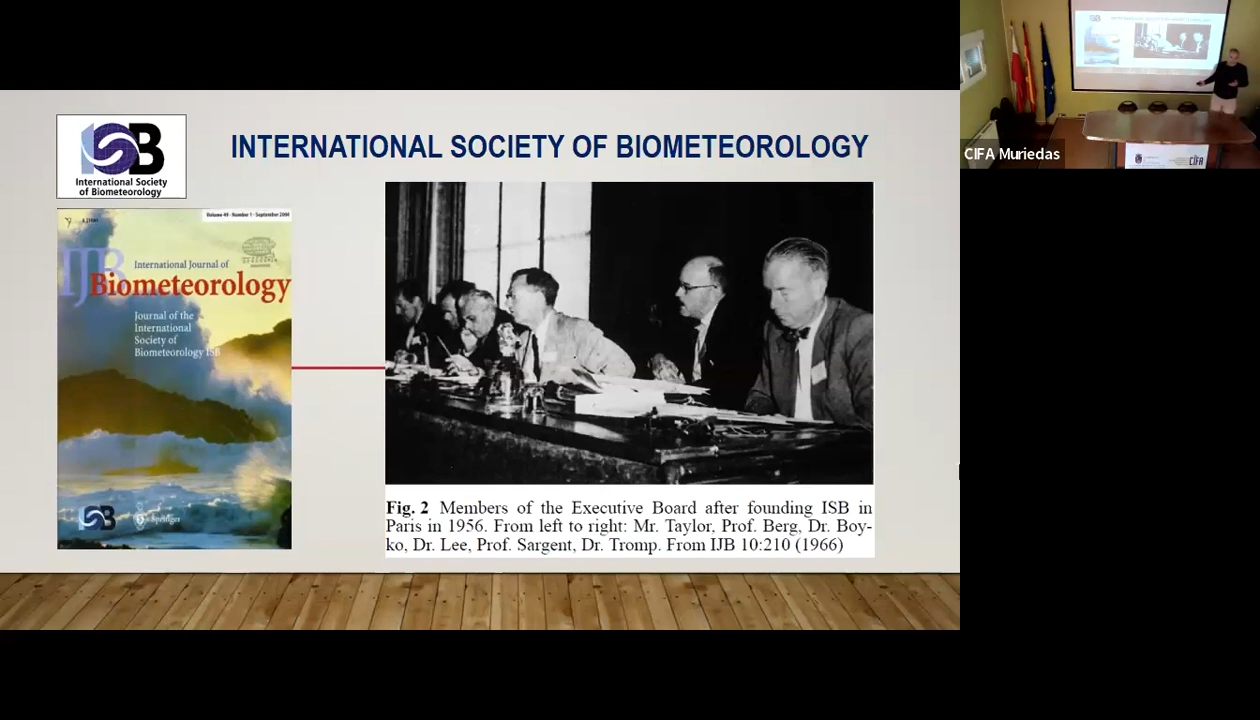 INTERNATIONAL SOCIETY OF BIOMETEOROLOGY
ISB
International Society
of Biometeorology
Volume 49 · Number 1 · September 2004
IJB
International Journal of
Biometeorology
Journal of the
International
Society of
Biometeorology ISB
ISB
Springer
Fig. 2 Members of the Executive Board after founding ISB in
Paris in 1956. From left to right: Mr. Taylor, Prof. Berg, Dr. Boy-
ko, Dr. Lee, Prof. Sargent, Dr. Tromp. From IJB 10:210 (1966)
CIFA Muriedas
CIFA